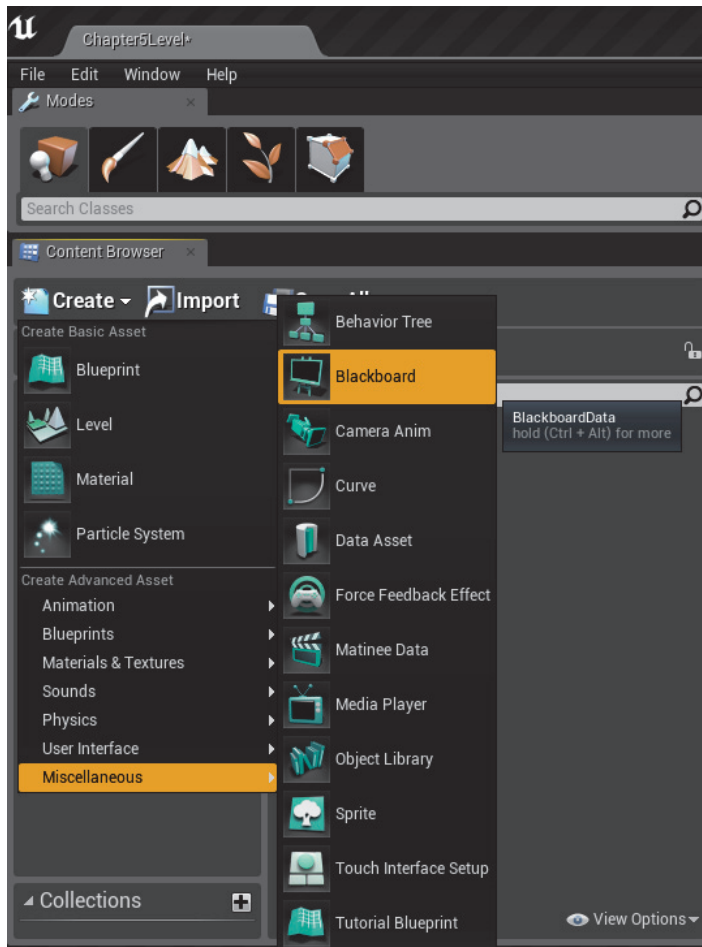 Chapter5Level*
File Edit Window Help
Modes
Search Classes
Content Browser
Create Import
Create Basic Asset
Blueprint
Level
Material
Particle System
Create Advanced Asset
Animation
Blueprints
Materials & Textures
Sounds
Physics
User Interface
Miscellaneous
Behavior Tree
Blackboard
Camera Anim
Curve
Data Asset
Force Feedback Effect
Matinee Data
Media Player
Object Library
Sprite
Touch Interface Setup
Tutorial Blueprint
BlackboardData
hold (Ctrl + Alt) for more
Collections
View Options